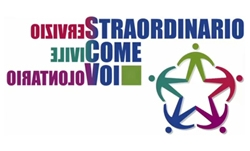 SERVIZIO STRAORDINARIO
CIVILE COME
VOLONTARIO VOI